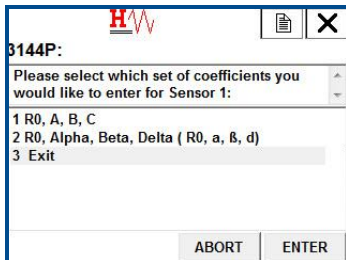 H
3144P:
Please select which set of coefficients you
would like to enter for Sensor 1:
1 R0, A, B, C
2 R0, Alpha, Beta, Delta ( R0, a, ß, d)
3 Exit
ABORT ENTER